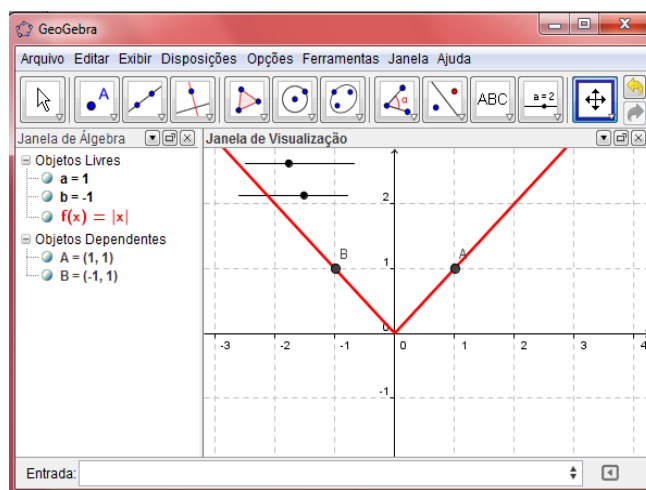 GeoGebra
Arquivo Editar Exibir Disposições Opções Ferramentas Janela Ajuda
A
α
ABC
a=2
Janela de Álgebra
Objetos Livres
a = 1
b = -1
f(x) = |x|
Objetos Dependentes
A = (1, 1)
B = (-1, 1)
Janela de Visualização
2
B
1
A
0
-3 -2 -1 0 1 2 3 4
-1
Entrada: